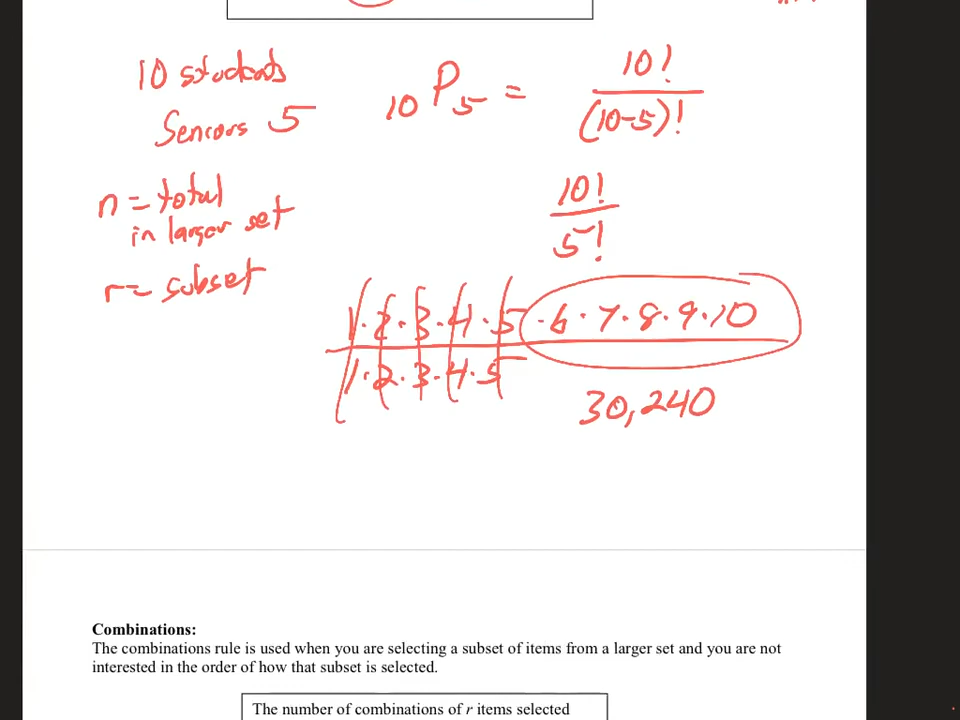 10 students
Seniors 5
n = total
in larger set
r = subset
10 P 5 = 10! / (10-5)!
10! / 5!
1·2·3·4·5·6·7·8·9·10
1·2·3·4·5
30,240
Combinations:
The combinations rule is used when you are selecting a subset of items from a larger set and you are not
interested in the order of how that subset is selected.
The number of combinations of r items selected